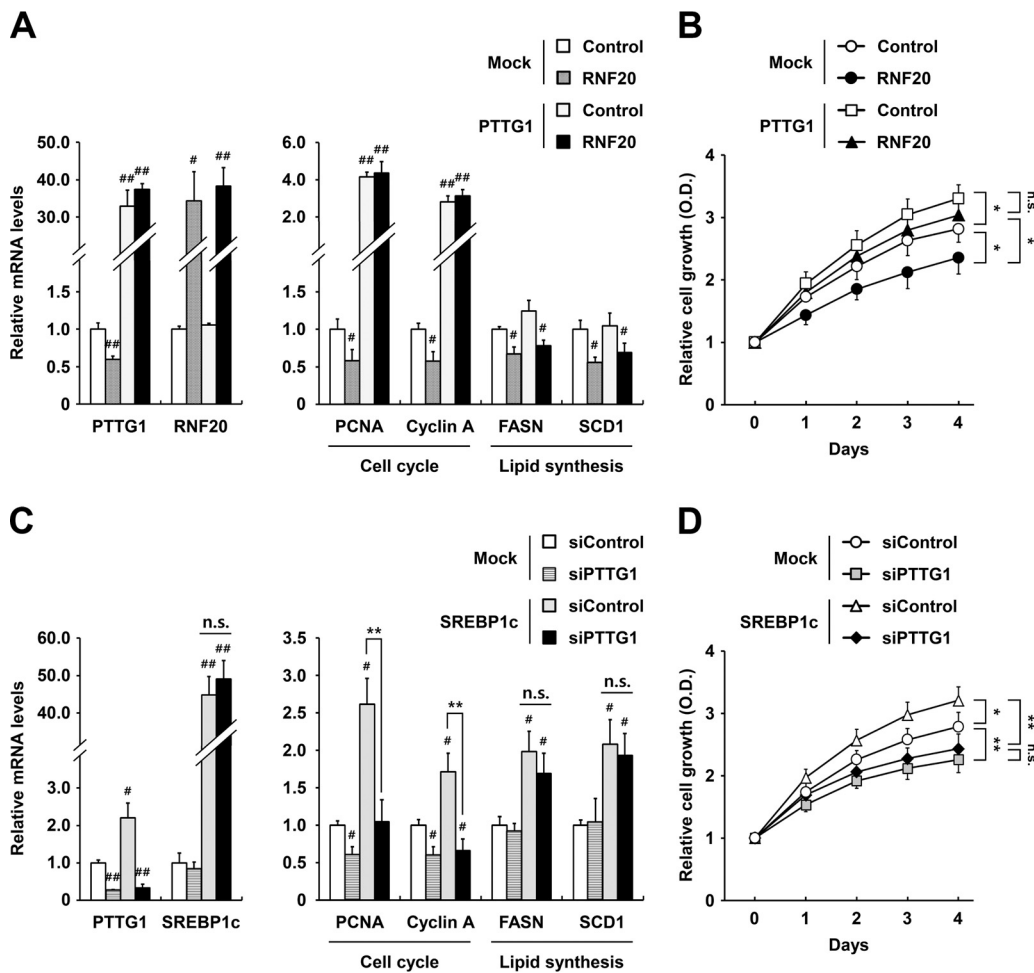 A
Mock
Control
RNF20
PTTG1
Control
RNF20
Relative mRNA levels
50.0
40.0
30.0
1.5
1.0
0.5
0
##
##
##
#
##
PTTG1 RNF20
6.0
4.0
2.0
1.5
1.0
0.5
0
#
## ##
#
## ##
# #
# #
PCNA Cyclin A FASN SCD1
Cell cycle Lipid synthesis
B
Mock
Control
RNF20
PTTG1
Control
RNF20
Relative cell growth (O.D.)
4
3
2
1
0
0 1 2 3 4
Days
*
*
n.s.
*
C
Mock
siControl
siPTTG1
SREBP1c
siControl
siPTTG1
Relative mRNA levels
60.0
50.0
40.0
3.0
2.0
1.0
0
##
#
##
n.s.
## ##
PTTG1 SREBP1c
3.5
3.0
2.5
2.0
1.5
1.0
0.5
0
**
#
#
**
#
#
#
n.s.
# #
n.s.
# #
PCNA Cyclin A FASN SCD1
Cell cycle Lipid synthesis
D
Mock
siControl
siPTTG1
SREBP1c
siControl
siPTTG1
Relative cell growth (O.D.)
4
3
2
1
0
0 1 2 3 4
Days
*
**
**
n.s.